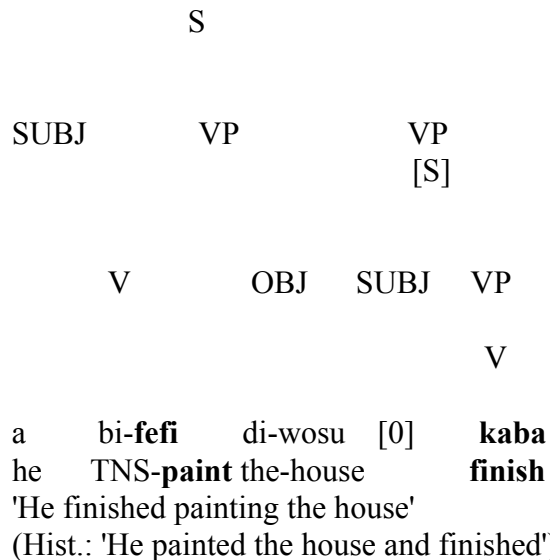 S
SUBJ VP VP
[S]
V OBJ SUBJ VP
V
a bi-fefi di-wosu [0] kaba
he TNS-paint the-house finish
'He finished painting the house'
(Hist.: 'He painted the house and finished'